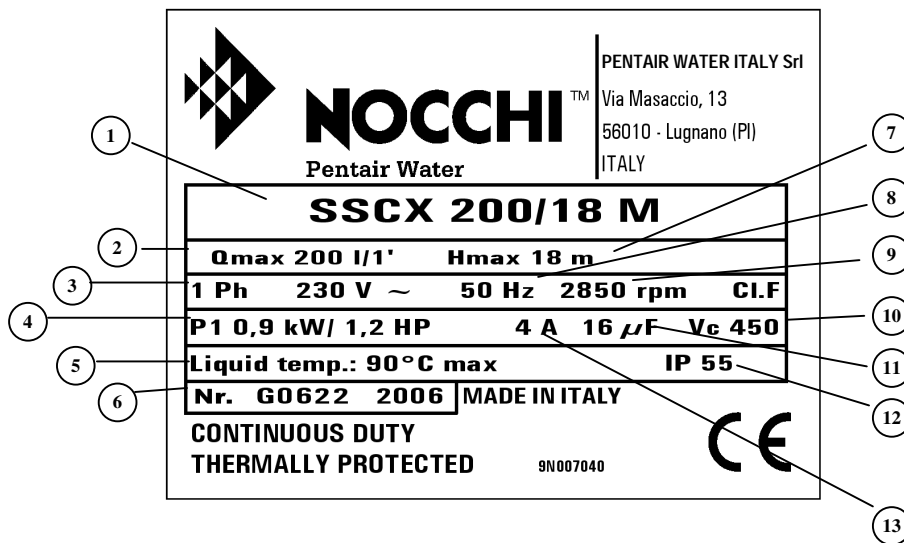 NOCCHI™
Pentair Water
PENTAIR WATER ITALY Srl
Via Masaccio, 13
56010 - Lugnano (PI)
ITALY
SSCX 200/18 M
Qmax 200 l/1' Hmax 18 m
1 Ph 230 V ~ 50 Hz 2850 rpm Cl.F
P1 0,9 kW/ 1,2 HP 4 A 16 µF Vc 450
Liquid temp.: 90°C max IP 55
Nr. G0622 2006 MADE IN ITALY
CONTINUOUS DUTY
THERMALLY PROTECTED 9N007040
CE
1
2
3
4
5
6
7
8
9
10
11
12
13